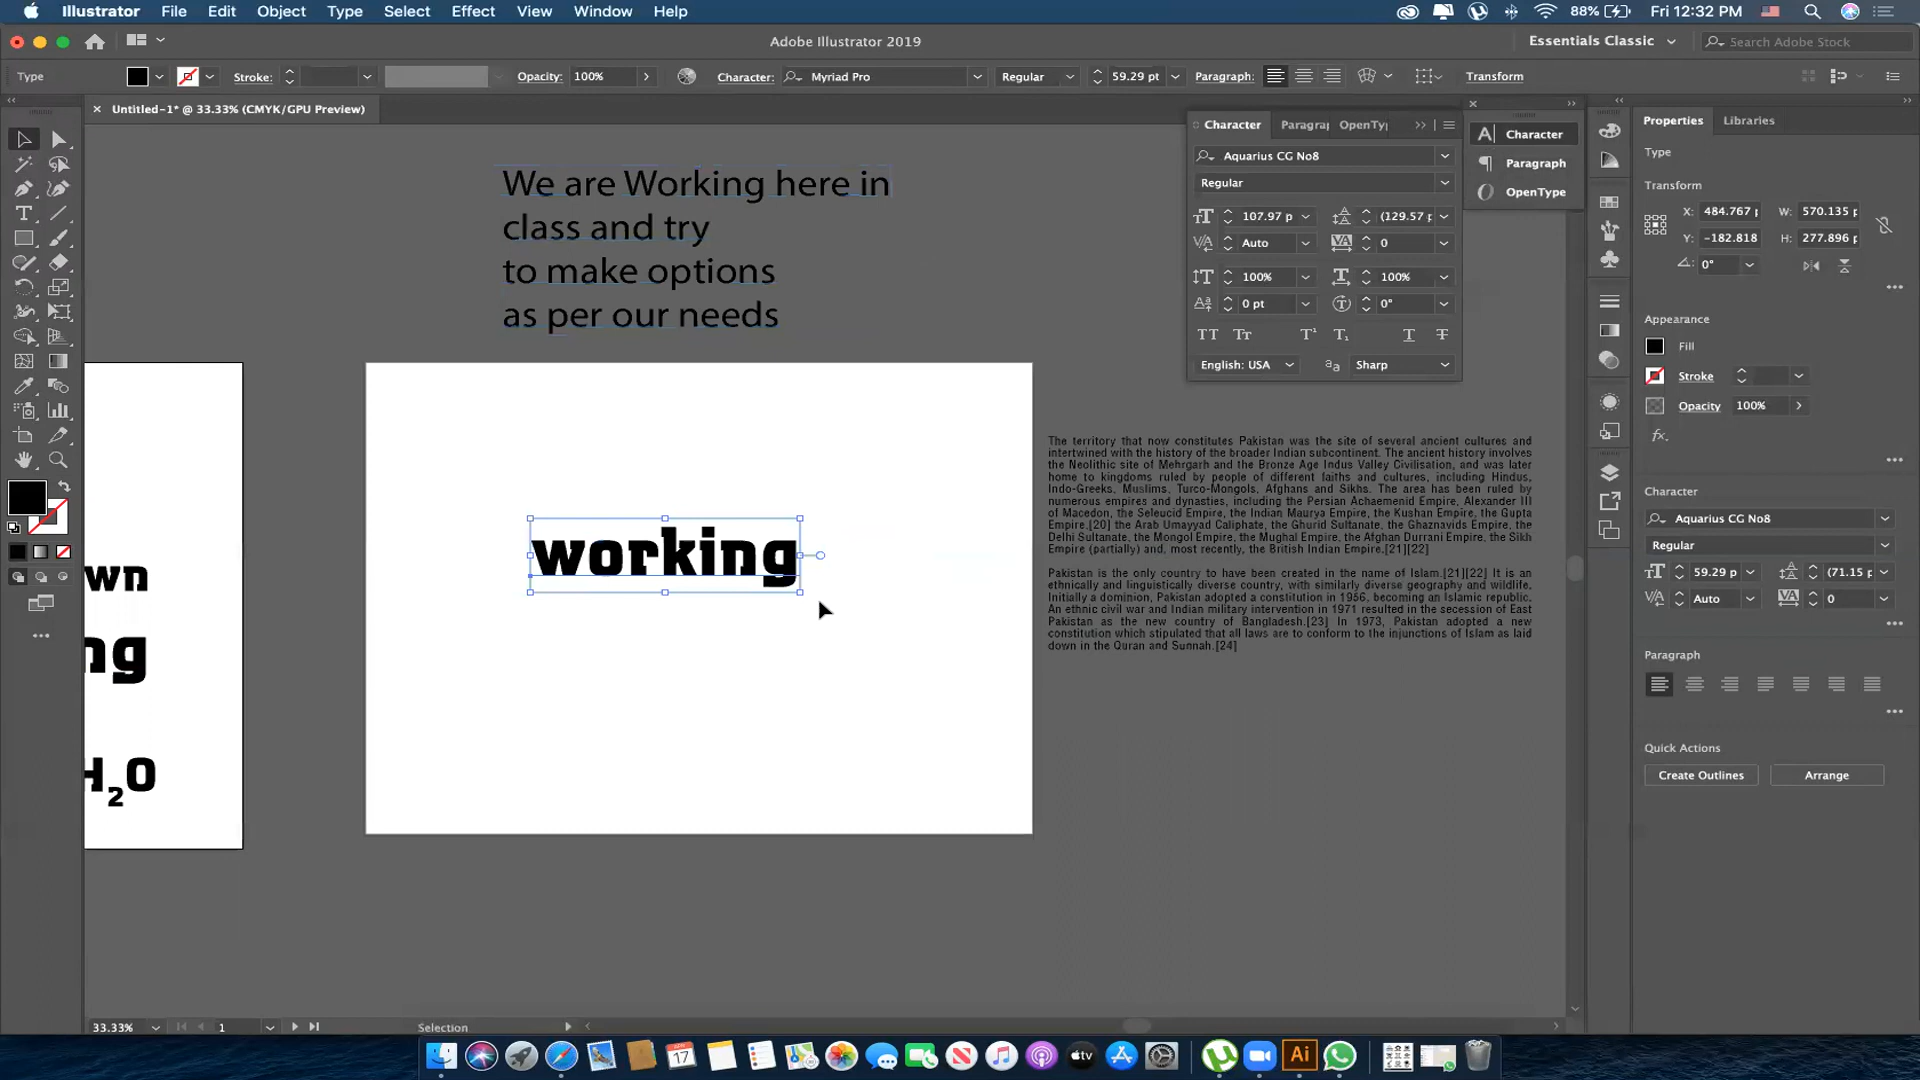 Illustrator File Edit Object Type Select Effect View Window Help 88% Fri 12:32 PM
Adobe Illustrator 2019 Essentials Classic Search Adobe Stock
Type Stroke: Opacity: 100% Character: Myriad Pro Regular 59.29 pt Paragraph: Transform
× Untitled-1* @ 33.33% (CMYK/GPU Preview)
Character Paragra OpenTy
Aquarius CG No8
Regular
107.97 p (129.57 p
Auto 0
100% 100%
0 pt 0°
English: USA Sharp
Character
Paragraph
OpenType
Properties Libraries
Type
Transform
X: 484.767 p W: 570.135 p
Y: -182.818 H: 277.896 p
0°
Appearance
Fill
Stroke
Opacity 100%
fx
Character
Aquarius CG No8
Regular
59.29 p (71.15 p
Auto 0
Paragraph
Quick Actions
Create Outlines Arrange
We are Working here in
class and try
to make options
as per our needs
wn
ng
H2O
working
The territory that now constitutes Pakistan was the site of several ancient cultures and
intertwined with the history of the broader Indian subcontinent. The ancient history involves
the Neolithic site of Mehrgarh and the Bronze Age Indus Valley Civilisation, and was later
home to kingdoms ruled by people of different faiths and cultures, including Hindus,
Indo-Greeks, Muslims, Turco-Mongols, Afghans and Sikhs. The area has been ruled by
numerous empires and dynasties, including the Persian Achaemenid Empire, Alexander III
of Macedon, the Seleucid Empire, the Indian Maurya Empire, the Kushan Empire, the Gupta
Empire,[20] the Arab Umayyad Caliphate, the Ghurid Sultanate, the Ghaznavids Empire, the
Delhi Sultanate, the Mongol Empire, the Mughal Empire, the Afghan Durrani Empire, the Sikh
Empire (partially) and, most recently, the British Indian Empire.[21][22]
Pakistan is the only country to have been created in the name of Islam.[21][22] It is an
ethnically and linguistically diverse country, with similarly diverse geography and wildlife.
Initially a dominion, Pakistan adopted a constitution in 1956, becoming an Islamic republic.
An ethnic civil war and Indian military intervention in 1971 resulted in the secession of East
Pakistan as the new country of Bangladesh.[23] In 1973, Pakistan adopted a new
constitution which stipulated that all laws are to conform to the injunctions of Islam as laid
down in the Quran and Sunnah.[24]
33.33% 1 Selection